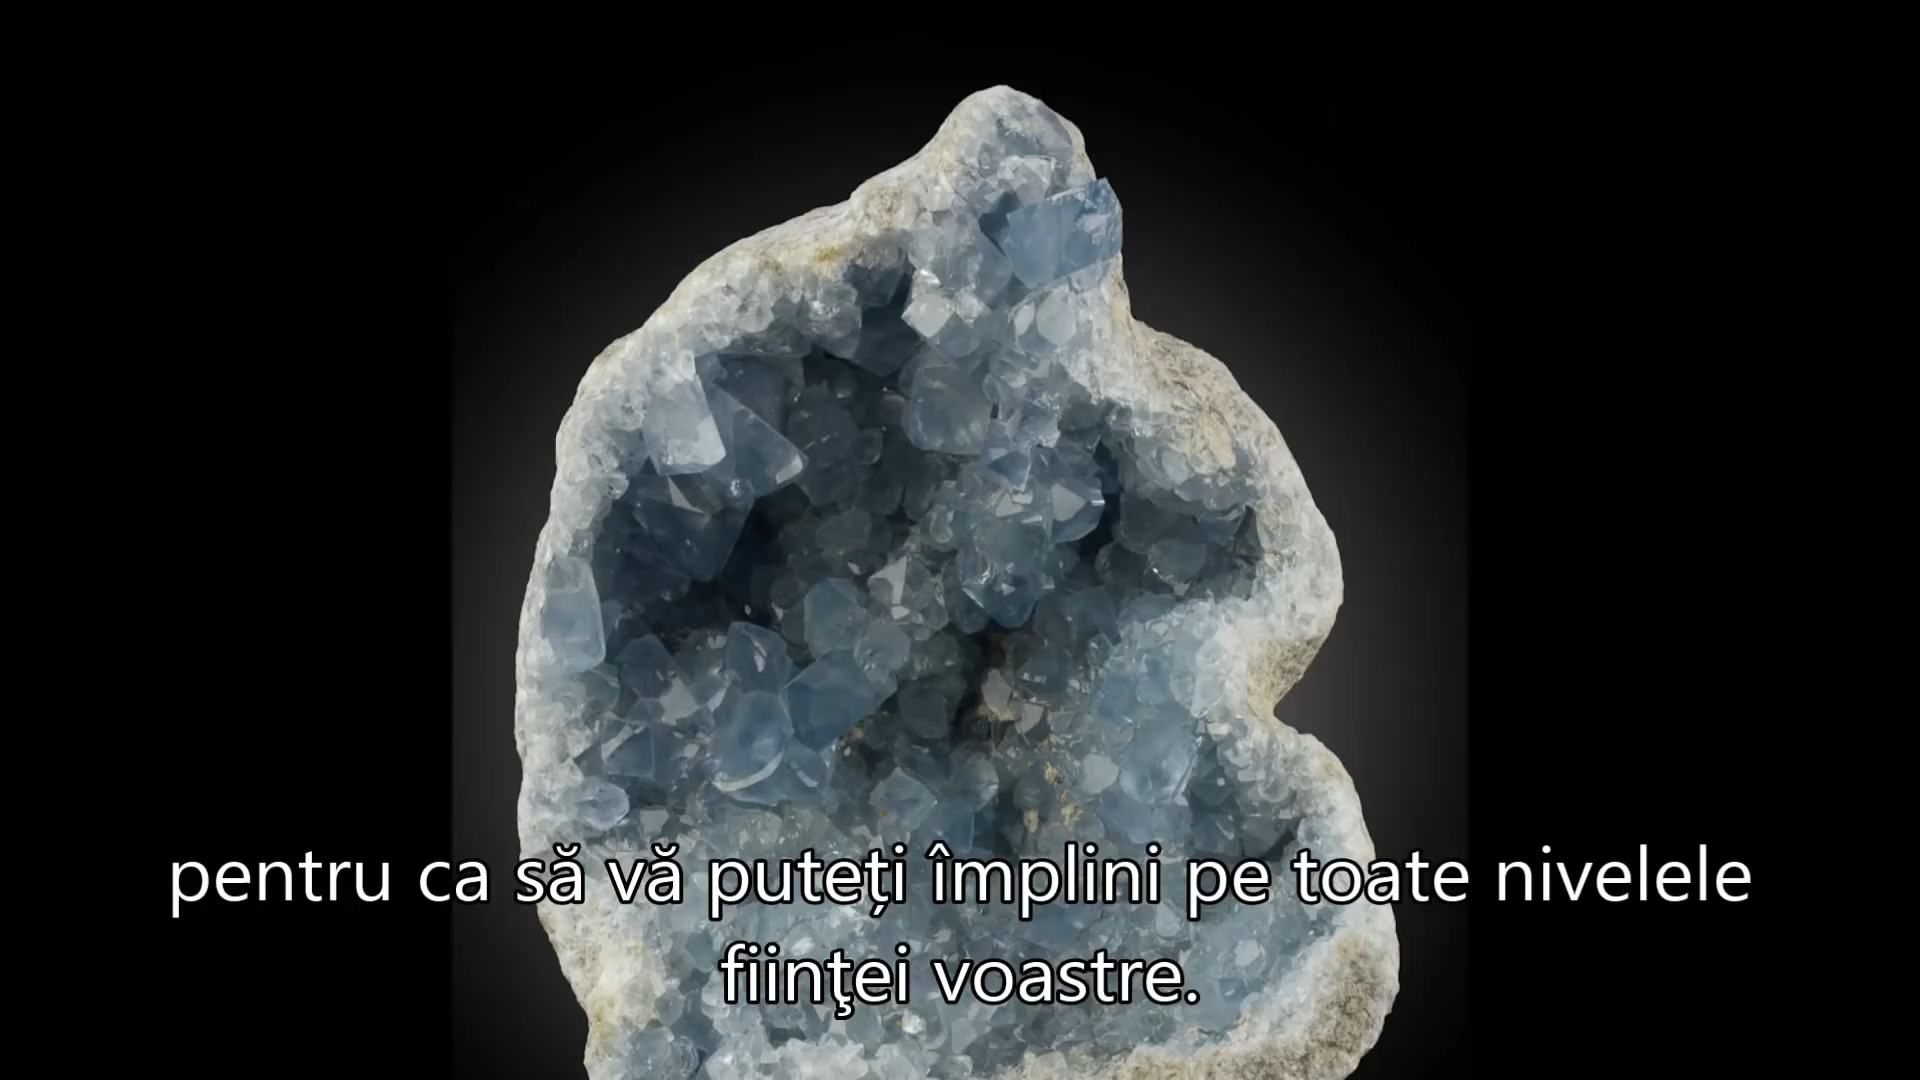 pentru ca să vă puteți împlini pe toate nivelele
fiinţei voastre.